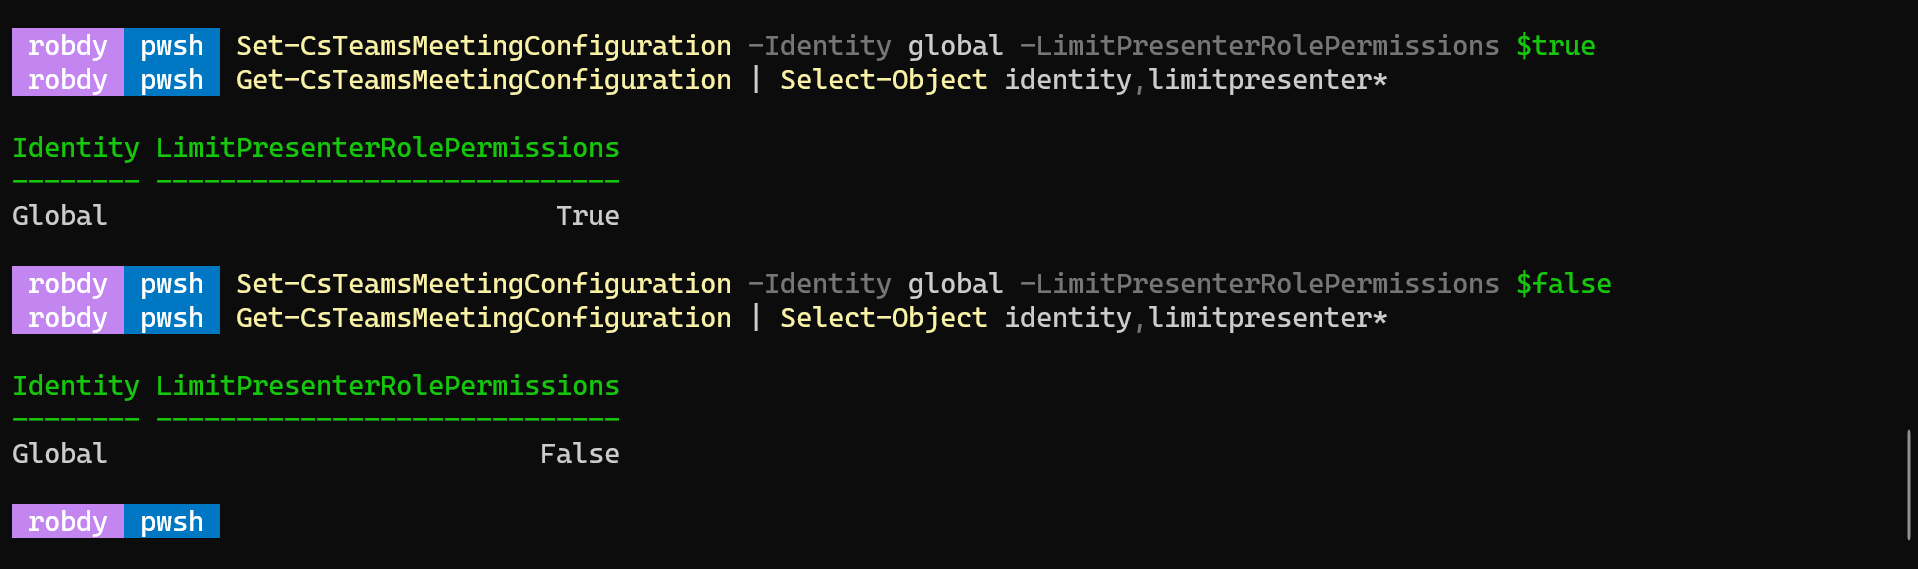 robdy pwsh Set-CsTeamsMeetingConfiguration -Identity global -LimitPresenterRolePermissions $true
robdy pwsh Get-CsTeamsMeetingConfiguration | Select-Object identity,limitpresenter*
Identity LimitPresenterRolePermissions
-------- -----------------------------
Global True
robdy pwsh Set-CsTeamsMeetingConfiguration -Identity global -LimitPresenterRolePermissions $false
robdy pwsh Get-CsTeamsMeetingConfiguration | Select-Object identity,limitpresenter*
Identity LimitPresenterRolePermissions
-------- -----------------------------
Global False
robdy pwsh